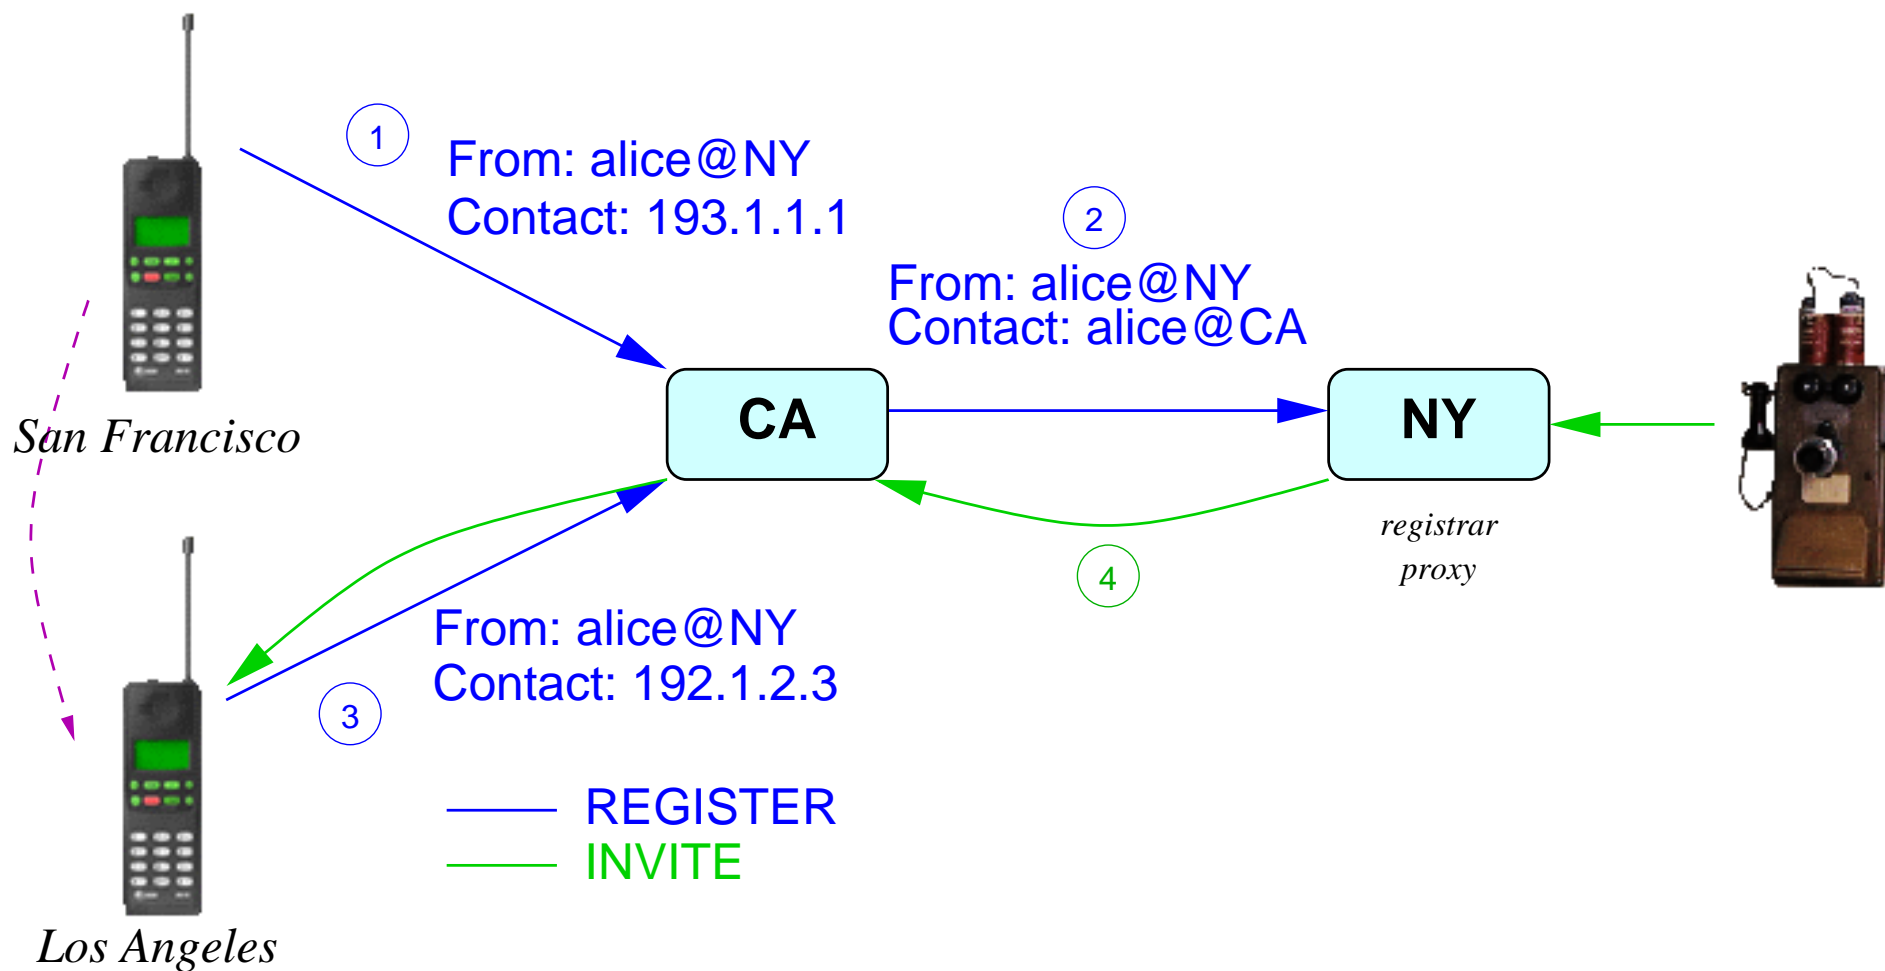 1
From: alice@NY
Contact: 193.1.1.1
2
From: alice@NY
Contact: alice@CA
San Francisco
CA
NY
registrar
proxy
4
From: alice@NY
Contact: 192.1.2.3
3
REGISTER
INVITE
Los Angeles